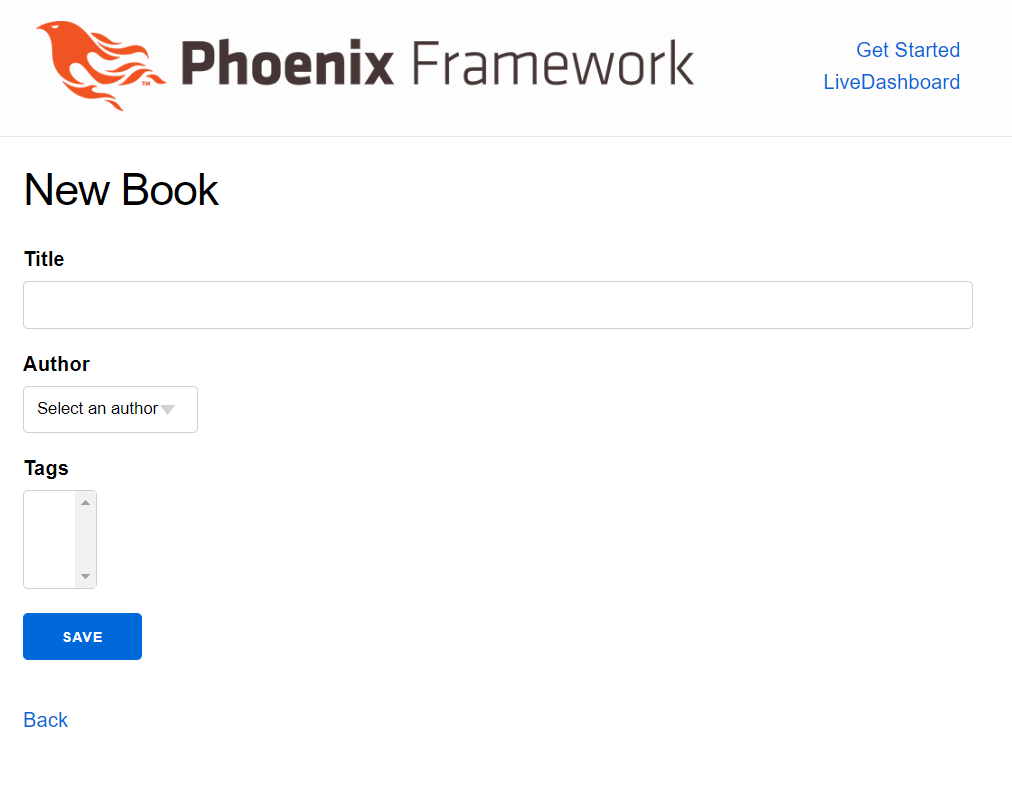 Phoenix Framework
™
Get Started
LiveDashboard
New Book
Title
Author
Select an author
Tags
SAVE
Back